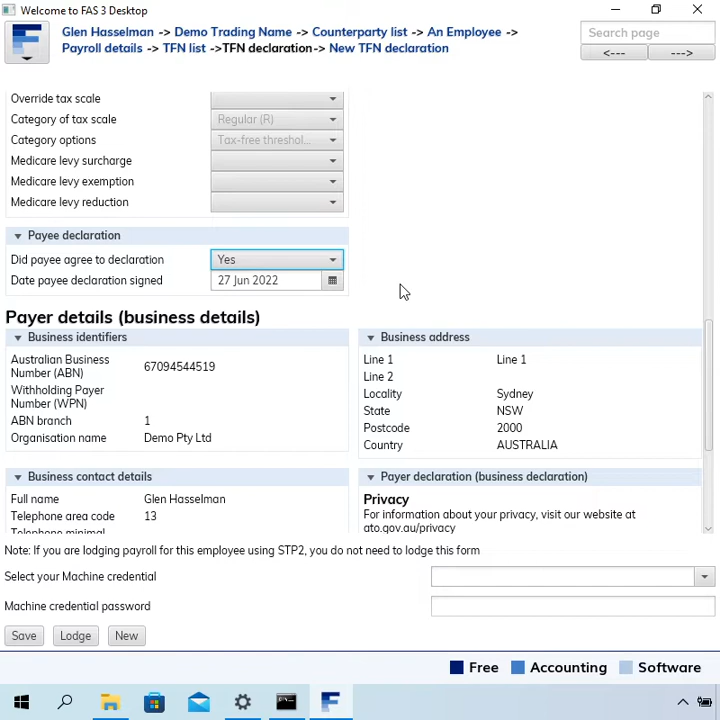 Welcome to FAS 3 Desktop
Glen Hasselman -> Demo Trading Name -> Counterparty list -> An Employee ->
Payroll details -> TFN list ->TFN declaration-> New TFN declaration
Search page
<---
--->
Override tax scale
Category of tax scale Regular (R)
Category options Tax-free threshol...
Medicare levy surcharge
Medicare levy exemption
Medicare levy reduction
Payee declaration
Did payee agree to declaration Yes
Date payee declaration signed 27 Jun 2022
Payer details (business details)
Business identifiers
Australian Business
Number (ABN) 67094544519
Withholding Payer
Number (WPN)
ABN branch 1
Organisation name Demo Pty Ltd
Business address
Line 1 Line 1
Line 2
Locality Sydney
State NSW
Postcode 2000
Country AUSTRALIA
Business contact details
Full name Glen Hasselman
Telephone area code 13
Telephone minimal
Payer declaration (business declaration)
Privacy
For information about your privacy, visit our website at
ato.gov.au/privacy
Note: If you are lodging payroll for this employee using STP2, you do not need to lodge this form
Select your Machine credential
Machine credential password
Save Lodge New
Free Accounting Software